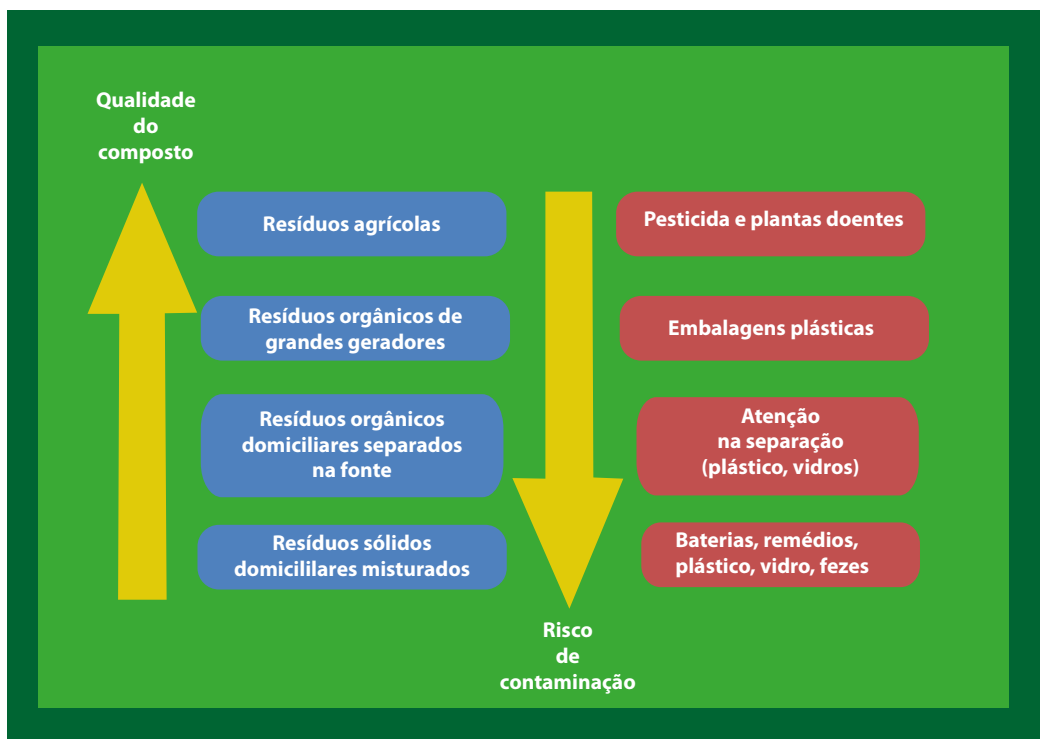 Qualidade
do
composto
Resíduos agrícolas
Pesticida e plantas doentes
Resíduos orgânicos de
grandes geradores
Embalagens plásticas
Resíduos orgânicos
domiciliares separados
na fonte
Atenção
na separação
(plástico, vidros)
Resíduos sólidos
domicililares misturados
Baterias, remédios,
plástico, vidro, fezes
Risco
de
contaminação